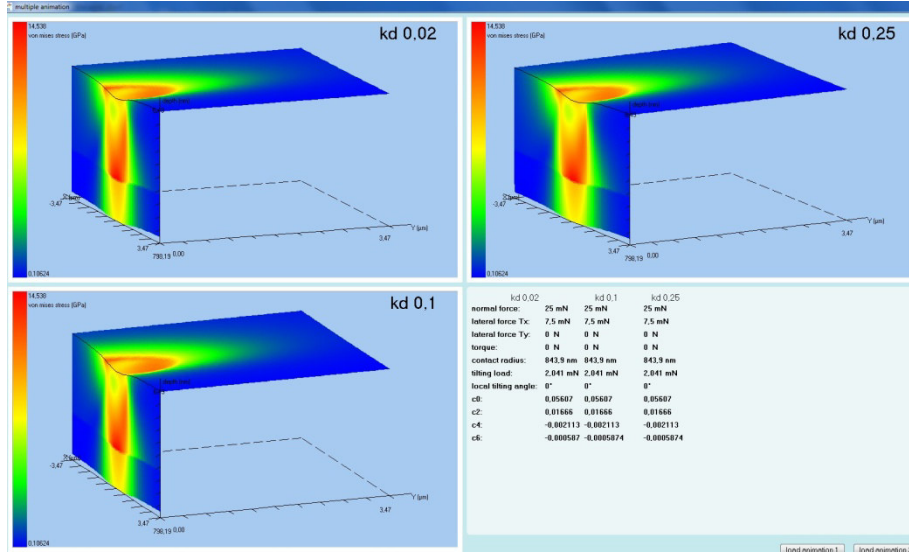 multiple animation
14,538
von mises stress (GPa)
kd 0,02
-3,47
3,47
798,19 0,00
3,47
Y (µm)
0,10624
14,538
von mises stress (GPa)
kd 0,25
-3,47
3,47
798,19 0,00
3,47
Y (µm)
0,10624
14,538
von mises stress (GPa)
kd 0,1
-3,47
3,47
798,19 0,00
3,47
Y (µm)
0,10624
kd 0,02 kd 0,1 kd 0,25
normal force: 25 mN 25 mN 25 mN
lateral force Tx: 7,5 mN 7,5 mN 7,5 mN
lateral force Ty: 0 N 0 N 0 N
torque: 0 N 0 N 0 N
contact radius: 843,9 nm 843,9 nm 843,9 nm
tilting load: 2,041 mN 2,041 mN 2,041 mN
local tilting angle: 0° 0° 0°
c0: 0,05607 0,05607 0,05607
c2: 0,01666 0,01666 0,01666
c4: -0,002113 -0,002113 -0,002113
c6: -0,000587 -0,0005874 -0,0005874
load animation 1 load animation